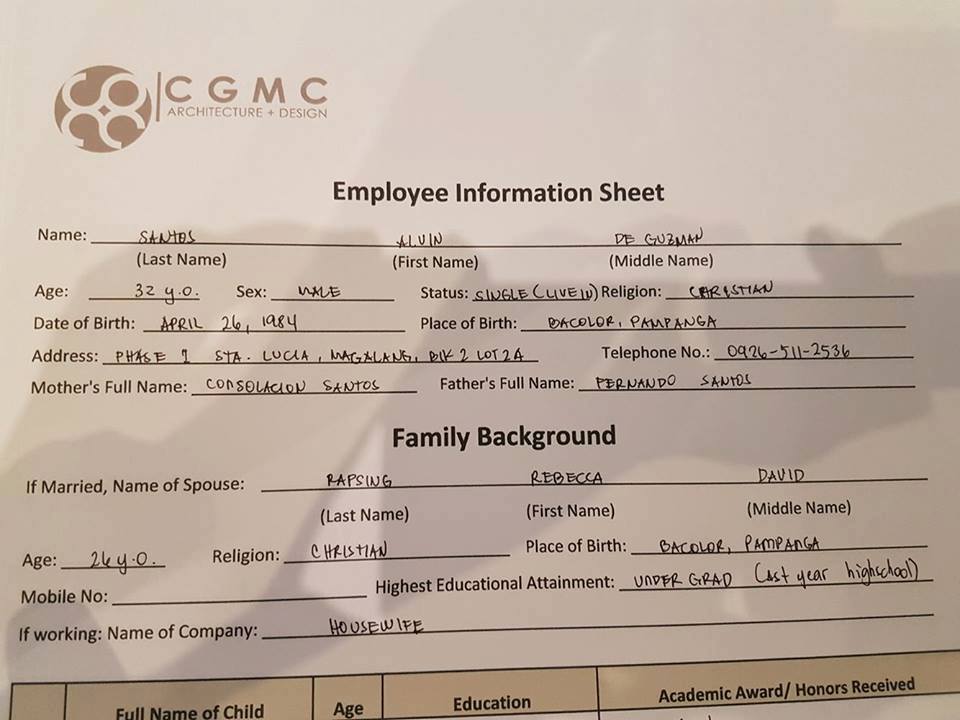 CGMC
ARCHITECTURE + DESIGN
Employee Information Sheet
Name: SANTOS ALVIN DE GUZMAN
(Last Name) (First Name) (Middle Name)
Age: 32 y.o. Sex: MALE Status: SINGLE (LIVE IN) Religion: CHRISTIAN
Date of Birth: APRIL 26, 1984 Place of Birth: BACOLOR, PAMPANGA
Address: PHASE 1 STA. LUCIA, MAGALANG, BLK 2 LOT 24 Telephone No.: 0926-511-2536
Mother's Full Name: CONSOLACION SANTOS Father's Full Name: FERNANDO SANTOS
Family Background
If Married, Name of Spouse: RAPSING REBECCA DAVID
(Last Name) (First Name) (Middle Name)
Age: 26 y.o. Religion: CHRISTIAN Place of Birth: BACOLOR, PAMPANGA
Mobile No: Highest Educational Attainment: UNDER GRAD (1st year highschool)
If working: Name of Company: HOUSEWIFE
Full Name of Child Age Education Academic Award/ Honors Received